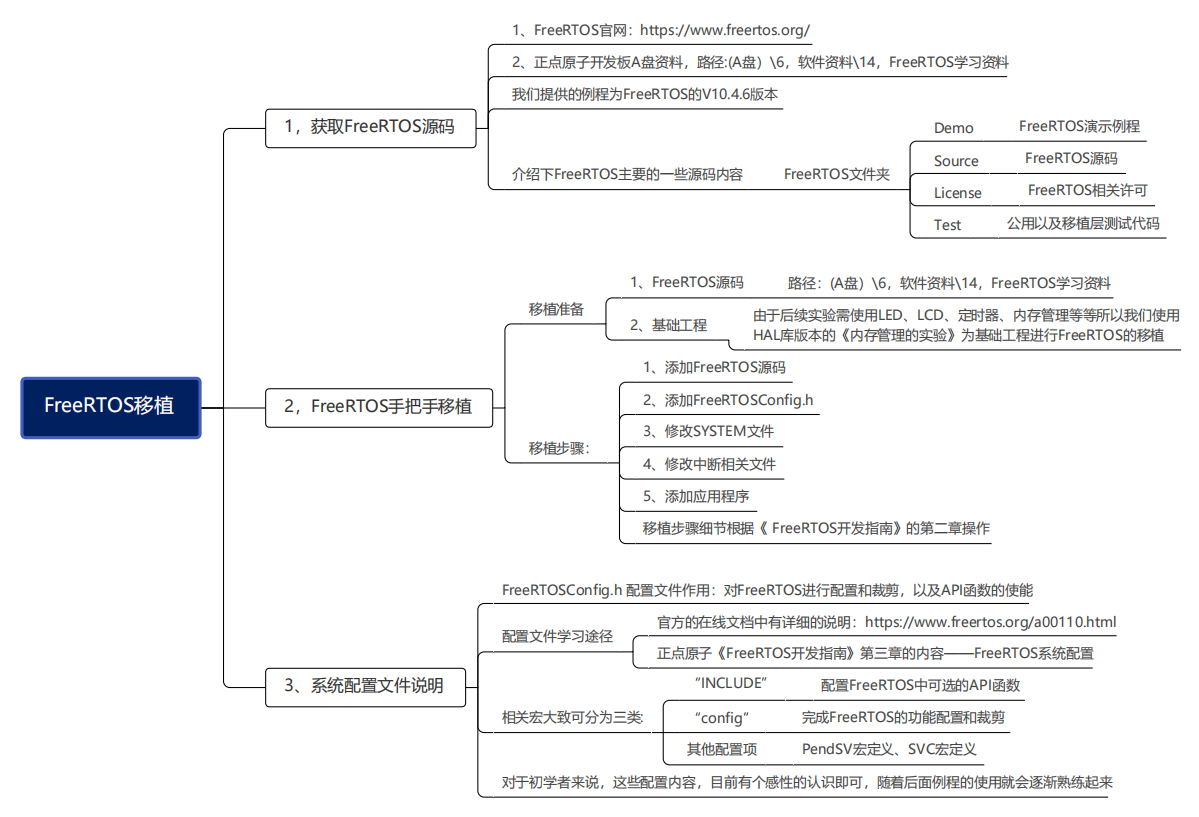 FreeRTOS移植
1，获取FreeRTOS源码
1、FreeRTOS官网：https://www.freertos.org/
2、正点原子开发板A盘资料，路径:(A盘）\6，软件资料\14，FreeRTOS学习资料
我们提供的例程为FreeRTOS的V10.4.6版本
介绍下FreeRTOS主要的一些源码内容
FreeRTOS文件夹
Demo
FreeRTOS演示例程
Source
FreeRTOS源码
License
FreeRTOS相关许可
Test
公用以及移植层测试代码
2，FreeRTOS手把手移植
移植准备
1、FreeRTOS源码
路径：(A盘）\6，软件资料\14，FreeRTOS学习资料
2、基础工程
由于后续实验需使用LED、LCD、定时器、内存管理等等所以我们使用
HAL库版本的《内存管理的实验》为基础工程进行FreeRTOS的移植
移植步骤：
1、添加FreeRTOS源码
2、添加FreeRTOSConfig.h
3、修改SYSTEM文件
4、修改中断相关文件
5、添加应用程序
移植步骤细节根据《 FreeRTOS开发指南》的第二章操作
3、系统配置文件说明
FreeRTOSConfig.h 配置文件作用：对FreeRTOS进行配置和裁剪，以及API函数的使能
配置文件学习途径
官方的在线文档中有详细的说明：https://www.freertos.org/a00110.html
正点原子《FreeRTOS开发指南》第三章的内容——FreeRTOS系统配置
相关宏大致可分为三类:
“INCLUDE”
配置FreeRTOS中可选的API函数
“config”
完成FreeRTOS的功能配置和裁剪
其他配置项
PendSV宏定义、SVC宏定义
对于初学者来说，这些配置内容，目前有个感性的认识即可，随着后面例程的使用就会逐渐熟练起来